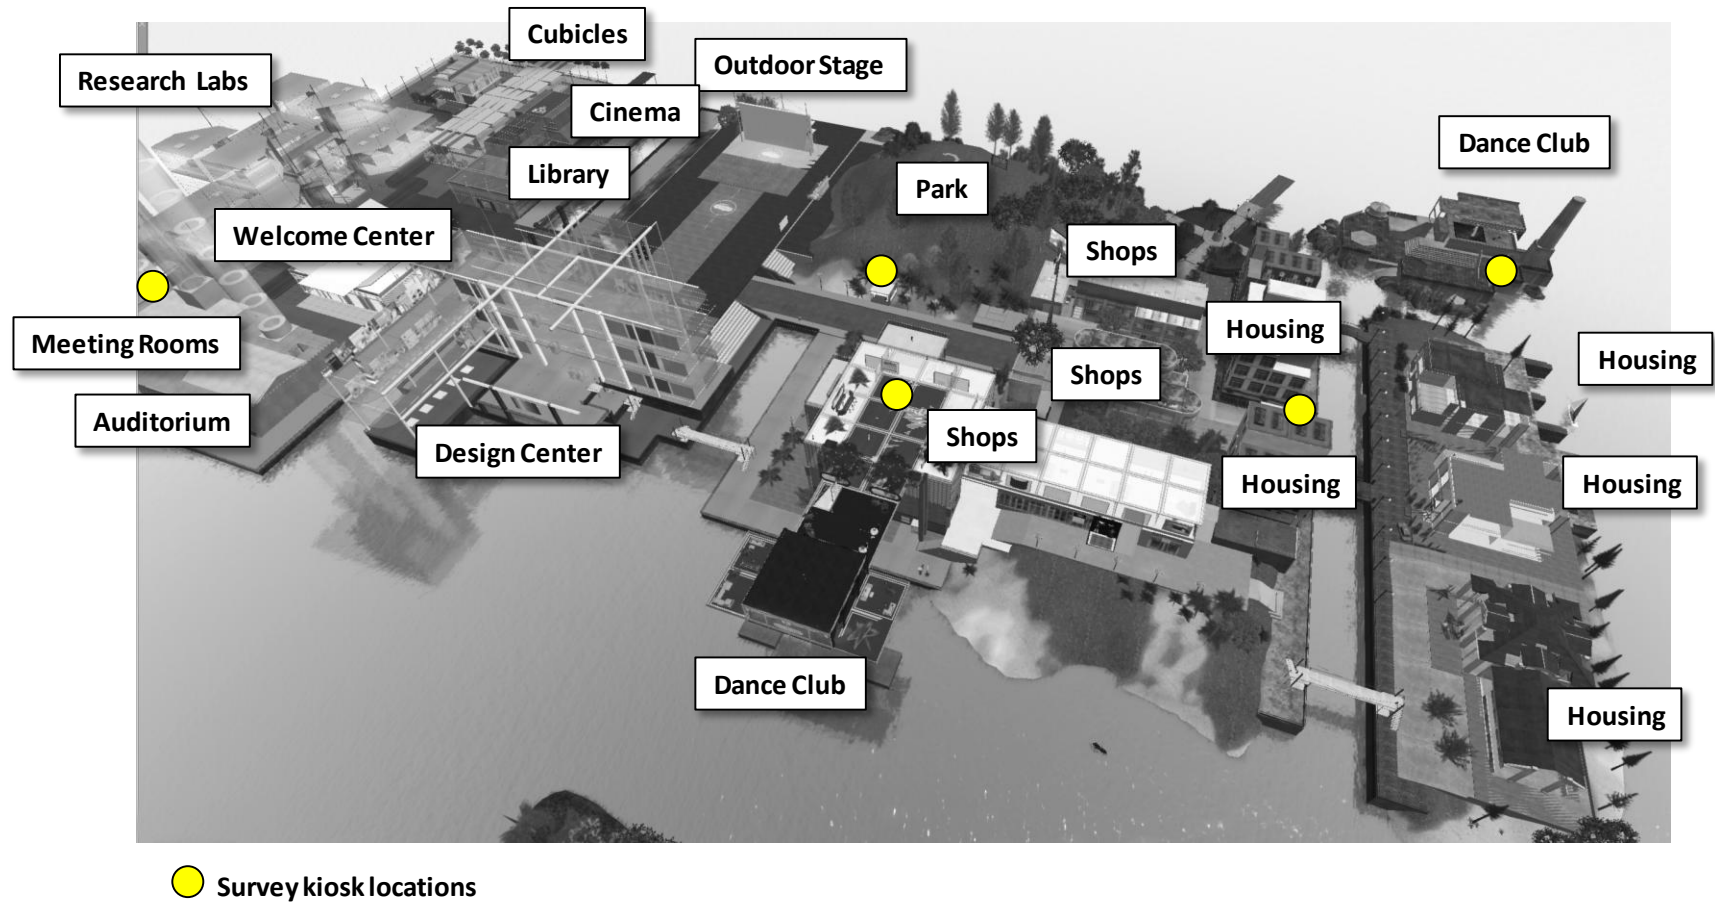 Cubicles
Outdoor Stage
Research Labs
Cinema
Dance Club
Library
Park
Welcome Center
Shops
Housing
Meeting Rooms
Housing
Shops
Auditorium
Shops
Design Center
Housing
Housing
Dance Club
Housing
Survey kiosk locations